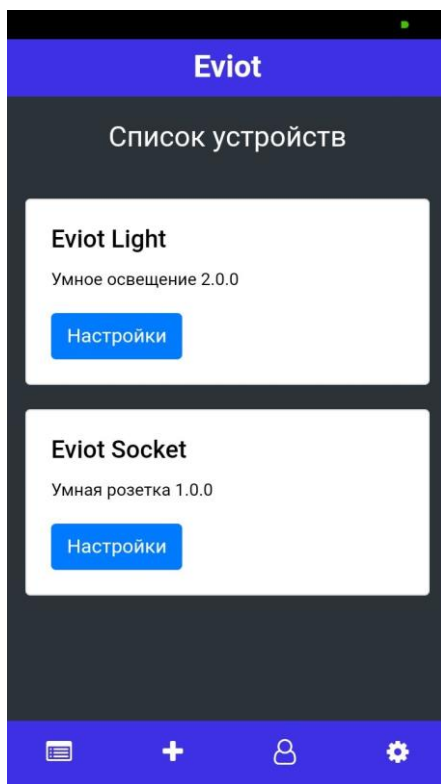 Eviot
Список устройств
Eviot Light
Умное освещение 2.0.0
Настройки
Eviot Socket
Умная розетка 1.0.0
Настройки